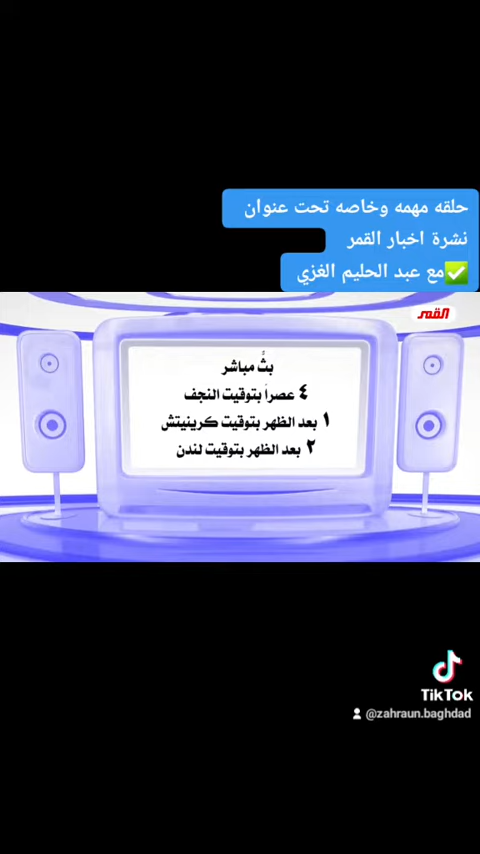 حلقه مهمه وخاصه تحت عنوان
نشرة اخبار القمر
✅مع عبد الحليم الغزي
القمر
بثٌ مباشر
٤ عصراً بتوقيت النجف
١ بعد الظهر بتوقيت كرينيتش
٢ بعد الظهر بتوقيت لندن
TikTok
@zahraun.baghdad